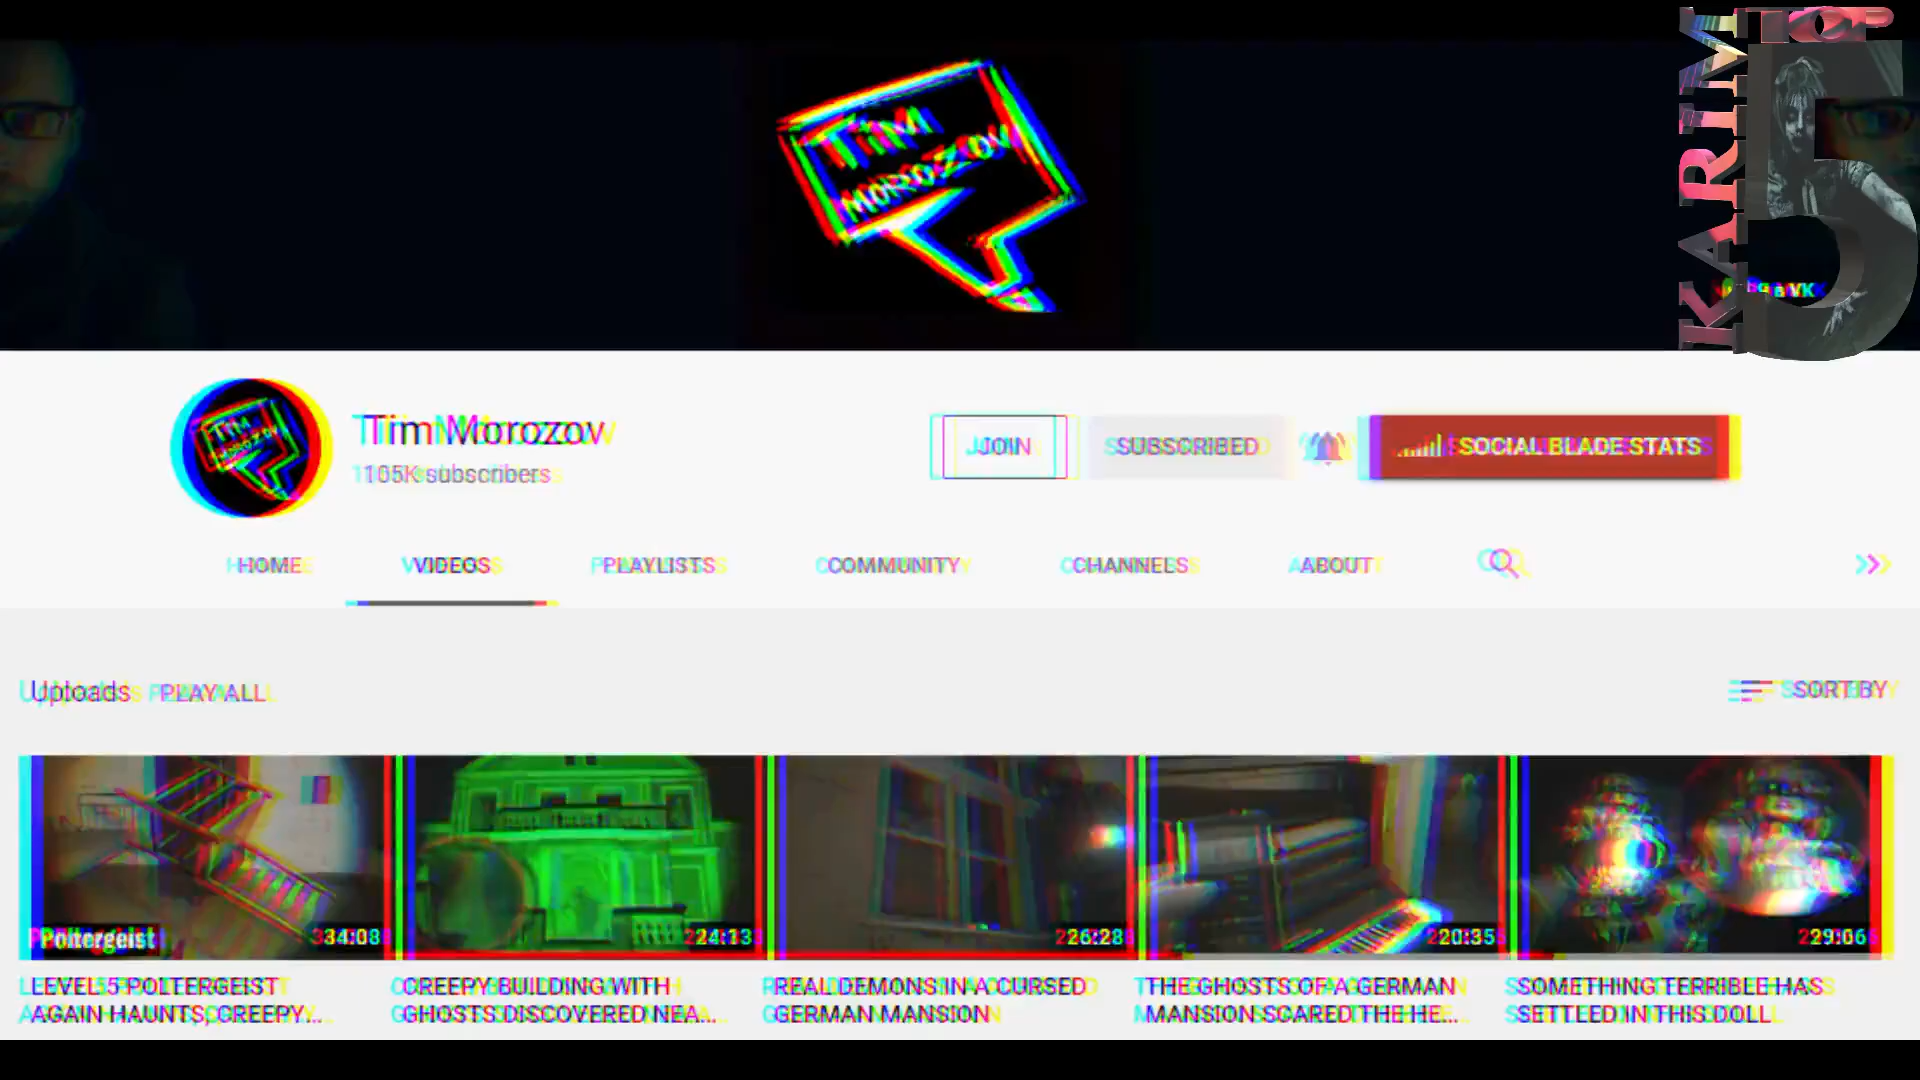 TIM
MOROZOV
KARIM
TOP
5
Tim Morozov
105K subscribers
JOIN
SUBSCRIBED
SOCIAL BLADE STATS
HOME
VIDEOS
PLAYLISTS
COMMUNITY
CHANNELS
ABOUT
Uploads
PLAY ALL
SORT BY
Poltergeist
34:08
24:13
26:28
20:35
29:06
LEVEL 5 POLTERGEIST
AGAIN HAUNTS, CREEPY...
CREEPY BUILDING WITH
GHOSTS DISCOVERED NEA...
REAL DEMONS IN A CURSED
GERMAN MANSION
THE GHOSTS OF A GERMAN
MANSION SCARED THE HE...
SOMETHING TERRIBLE HAS
SETTLED IN THIS DOLL